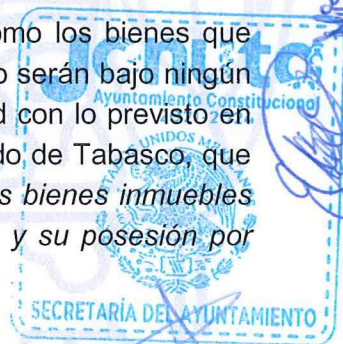 omo los bienes que
o serán bajo ningún
Ayuntamiento Constitucional
d con lo previsto en
do de Tabasco, que
s bienes inmuebles
y su posesión por
SECRETARÍA DEL AYUNTAMIENTO